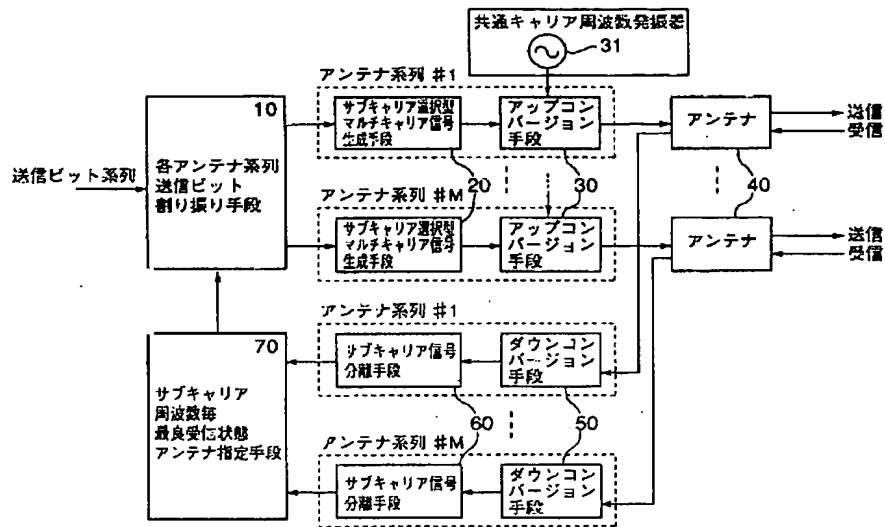 共通キャリア周波数発振器
31
アンテナ系列 #1
10
各アンテナ系列
送信ビット
割り振り手段
送信ビット系列
サブキャリア選択型
マルチキャリア信号
生成手段
アップコン
バージョン
手段
アンテナ
送信
受信
20
30
40
アンテナ系列 #M
サブキャリア選択型
マルチキャリア信号
生成手段
アップコン
バージョン
手段
アンテナ
送信
受信
アンテナ系列 #1
70
サブキャリア
周波数毎
最良受信状態
アンテナ指定手段
サブキャリア信号
分離手段
ダウンコン
バージョン
手段
60
50
アンテナ系列 #M
サブキャリア信号
分離手段
ダウンコン
バージョン
手段